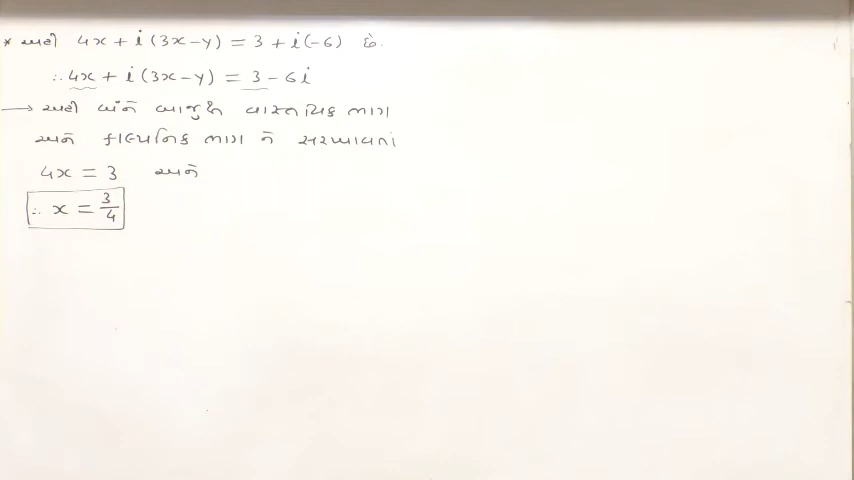 * અહીં 4x + i (3x - y) = 3 + i (-6) છે.
∴ 4x + i (3x - y) = 3 - 6i
→ અહીં બંને બાજુએ વાસ્તવિક ભાગ
અને કાલ્પનિક ભાગ ને સરખાવતાં
4x = 3 અને
∴ x = 3/4